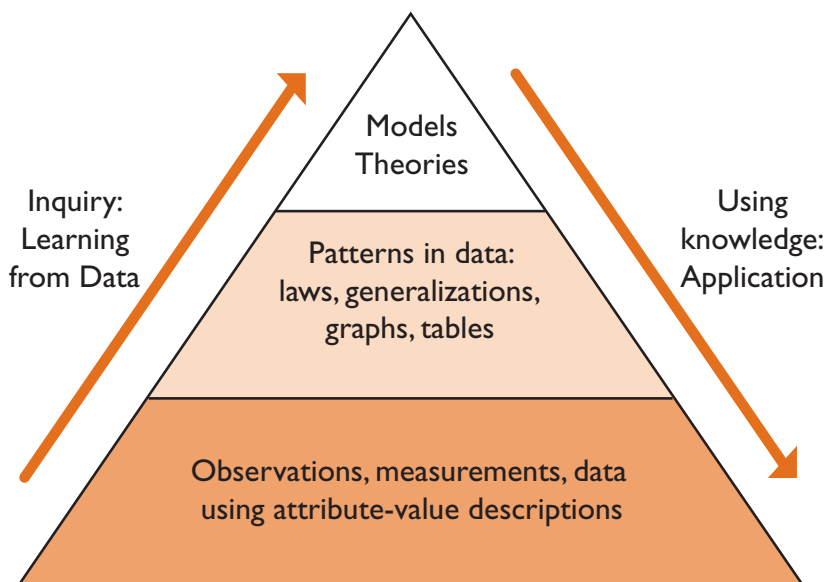 Models
Theories
Inquiry:
Learning
from Data
Using
knowledge:
Application
Patterns in data:
laws, generalizations,
graphs, tables
Observations, measurements, data
using attribute-value descriptions